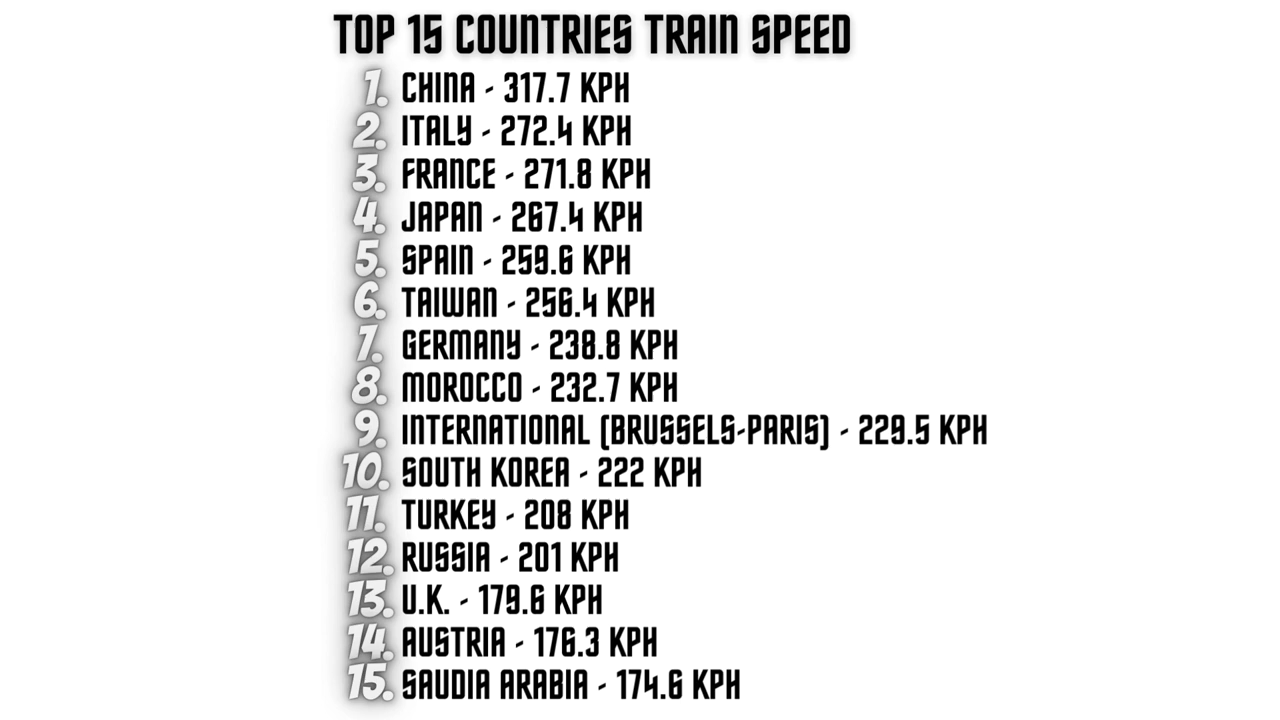 TOP 15 COUNTRIES TRAIN SPEED
1. CHINA - 317.7 KPH
2. ITALY - 272.4 KPH
3. FRANCE - 271.8 KPH
4. JAPAN - 267.4 KPH
5. SPAIN - 259.6 KPH
6. TAIWAN - 256.4 KPH
7. GERMANY - 238.8 KPH
8. MOROCCO - 232.7 KPH
9. INTERNATIONAL (BRUSSELS-PARIS) - 229.5 KPH
10. SOUTH KOREA - 222 KPH
11. TURKEY - 208 KPH
12. RUSSIA - 201 KPH
13. U.K. - 179.6 KPH
14. AUSTRIA - 176.3 KPH
15. SAUDIA ARABIA - 174.6 KPH